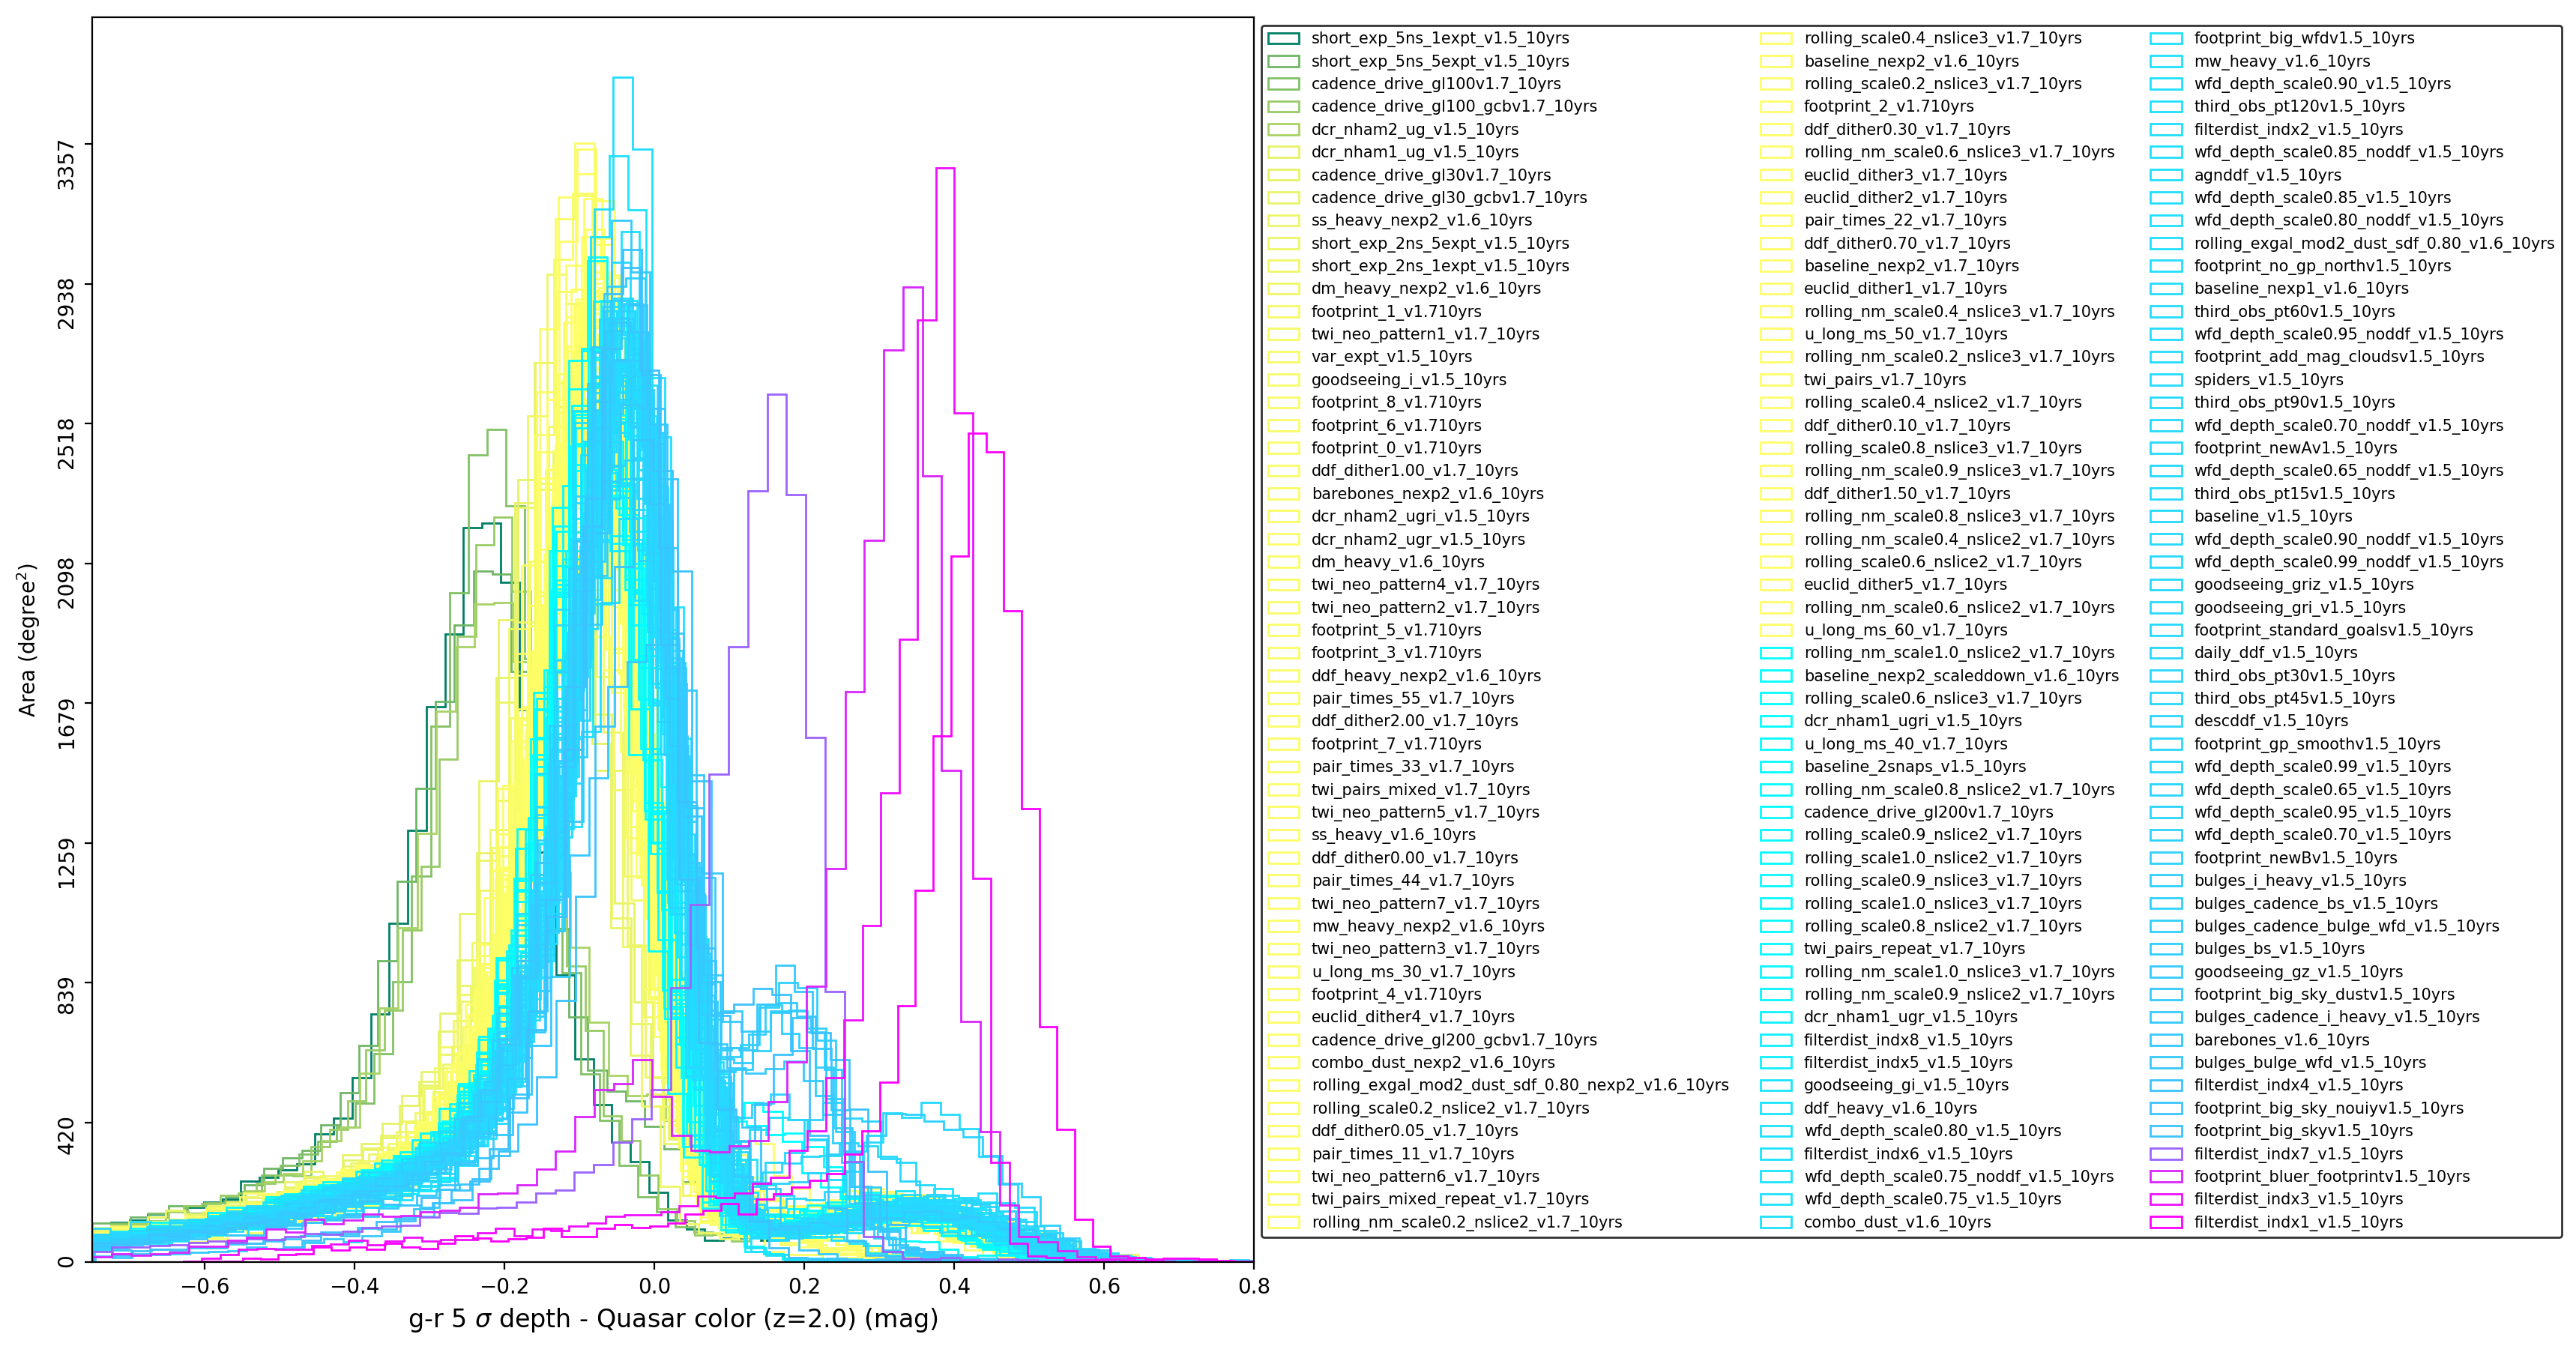 Area (degree²)
3357
2938
2518
2098
1679
1259
839
420
0
−0.6
−0.4
−0.2
0.0
0.2
0.4
0.6
0.8
g-r 5 σ depth - Quasar color (z=2.0) (mag)
short_exp_5ns_1expt_v1.5_10yrs
short_exp_5ns_5expt_v1.5_10yrs
cadence_drive_gl100v1.7_10yrs
cadence_drive_gl100_gcbv1.7_10yrs
dcr_nham2_ug_v1.5_10yrs
dcr_nham1_ug_v1.5_10yrs
cadence_drive_gl30v1.7_10yrs
cadence_drive_gl30_gcbv1.7_10yrs
ss_heavy_nexp2_v1.6_10yrs
short_exp_2ns_5expt_v1.5_10yrs
short_exp_2ns_1expt_v1.5_10yrs
dm_heavy_nexp2_v1.6_10yrs
footprint_1_v1.710yrs
twi_neo_pattern1_v1.7_10yrs
var_expt_v1.5_10yrs
goodseeing_i_v1.5_10yrs
footprint_8_v1.710yrs
footprint_6_v1.710yrs
footprint_0_v1.710yrs
ddf_dither1.00_v1.7_10yrs
barebones_nexp2_v1.6_10yrs
dcr_nham2_ugri_v1.5_10yrs
dcr_nham2_ugr_v1.5_10yrs
dm_heavy_v1.6_10yrs
twi_neo_pattern4_v1.7_10yrs
twi_neo_pattern2_v1.7_10yrs
footprint_5_v1.710yrs
footprint_3_v1.710yrs
ddf_heavy_nexp2_v1.6_10yrs
pair_times_55_v1.7_10yrs
ddf_dither2.00_v1.7_10yrs
footprint_7_v1.710yrs
pair_times_33_v1.7_10yrs
twi_pairs_mixed_v1.7_10yrs
twi_neo_pattern5_v1.7_10yrs
ss_heavy_v1.6_10yrs
ddf_dither0.00_v1.7_10yrs
pair_times_44_v1.7_10yrs
twi_neo_pattern7_v1.7_10yrs
mw_heavy_nexp2_v1.6_10yrs
twi_neo_pattern3_v1.7_10yrs
u_long_ms_30_v1.7_10yrs
footprint_4_v1.710yrs
euclid_dither4_v1.7_10yrs
cadence_drive_gl200_gcbv1.7_10yrs
combo_dust_nexp2_v1.6_10yrs
rolling_exgal_mod2_dust_sdf_0.80_nexp2_v1.6_10yrs
rolling_scale0.2_nslice2_v1.7_10yrs
ddf_dither0.05_v1.7_10yrs
pair_times_11_v1.7_10yrs
twi_neo_pattern6_v1.7_10yrs
twi_pairs_mixed_repeat_v1.7_10yrs
rolling_nm_scale0.2_nslice2_v1.7_10yrs
rolling_scale0.4_nslice3_v1.7_10yrs
baseline_nexp2_v1.6_10yrs
rolling_scale0.2_nslice3_v1.7_10yrs
footprint_2_v1.710yrs
ddf_dither0.30_v1.7_10yrs
rolling_nm_scale0.6_nslice3_v1.7_10yrs
euclid_dither3_v1.7_10yrs
euclid_dither2_v1.7_10yrs
pair_times_22_v1.7_10yrs
ddf_dither0.70_v1.7_10yrs
baseline_nexp2_v1.7_10yrs
euclid_dither1_v1.7_10yrs
rolling_nm_scale0.4_nslice3_v1.7_10yrs
u_long_ms_50_v1.7_10yrs
rolling_nm_scale0.2_nslice3_v1.7_10yrs
twi_pairs_v1.7_10yrs
rolling_scale0.4_nslice2_v1.7_10yrs
ddf_dither0.10_v1.7_10yrs
rolling_scale0.8_nslice3_v1.7_10yrs
rolling_nm_scale0.9_nslice3_v1.7_10yrs
ddf_dither1.50_v1.7_10yrs
rolling_nm_scale0.8_nslice3_v1.7_10yrs
rolling_nm_scale0.4_nslice2_v1.7_10yrs
rolling_scale0.6_nslice2_v1.7_10yrs
euclid_dither5_v1.7_10yrs
rolling_nm_scale0.6_nslice2_v1.7_10yrs
u_long_ms_60_v1.7_10yrs
rolling_nm_scale1.0_nslice2_v1.7_10yrs
baseline_nexp2_scaleddown_v1.6_10yrs
rolling_scale0.6_nslice3_v1.7_10yrs
dcr_nham1_ugri_v1.5_10yrs
u_long_ms_40_v1.7_10yrs
baseline_2snaps_v1.5_10yrs
rolling_nm_scale0.8_nslice2_v1.7_10yrs
cadence_drive_gl200v1.7_10yrs
rolling_scale0.9_nslice2_v1.7_10yrs
rolling_scale1.0_nslice2_v1.7_10yrs
rolling_scale0.9_nslice3_v1.7_10yrs
rolling_scale1.0_nslice3_v1.7_10yrs
rolling_scale0.8_nslice2_v1.7_10yrs
twi_pairs_repeat_v1.7_10yrs
rolling_nm_scale1.0_nslice3_v1.7_10yrs
rolling_nm_scale0.9_nslice2_v1.7_10yrs
dcr_nham1_ugr_v1.5_10yrs
filterdist_indx8_v1.5_10yrs
filterdist_indx5_v1.5_10yrs
goodseeing_gi_v1.5_10yrs
ddf_heavy_v1.6_10yrs
wfd_depth_scale0.80_v1.5_10yrs
filterdist_indx6_v1.5_10yrs
wfd_depth_scale0.75_noddf_v1.5_10yrs
wfd_depth_scale0.75_v1.5_10yrs
combo_dust_v1.6_10yrs
footprint_big_wfdv1.5_10yrs
mw_heavy_v1.6_10yrs
wfd_depth_scale0.90_v1.5_10yrs
third_obs_pt120v1.5_10yrs
filterdist_indx2_v1.5_10yrs
wfd_depth_scale0.85_noddf_v1.5_10yrs
agnddf_v1.5_10yrs
wfd_depth_scale0.85_v1.5_10yrs
wfd_depth_scale0.80_noddf_v1.5_10yrs
rolling_exgal_mod2_dust_sdf_0.80_v1.6_10yrs
footprint_no_gp_northv1.5_10yrs
baseline_nexp1_v1.6_10yrs
third_obs_pt60v1.5_10yrs
wfd_depth_scale0.95_noddf_v1.5_10yrs
footprint_add_mag_cloudsv1.5_10yrs
spiders_v1.5_10yrs
third_obs_pt90v1.5_10yrs
wfd_depth_scale0.70_noddf_v1.5_10yrs
footprint_newAv1.5_10yrs
wfd_depth_scale0.65_noddf_v1.5_10yrs
third_obs_pt15v1.5_10yrs
baseline_v1.5_10yrs
wfd_depth_scale0.90_noddf_v1.5_10yrs
wfd_depth_scale0.99_noddf_v1.5_10yrs
goodseeing_griz_v1.5_10yrs
goodseeing_gri_v1.5_10yrs
footprint_standard_goalsv1.5_10yrs
daily_ddf_v1.5_10yrs
third_obs_pt30v1.5_10yrs
third_obs_pt45v1.5_10yrs
descddf_v1.5_10yrs
footprint_gp_smoothv1.5_10yrs
wfd_depth_scale0.99_v1.5_10yrs
wfd_depth_scale0.65_v1.5_10yrs
wfd_depth_scale0.95_v1.5_10yrs
wfd_depth_scale0.70_v1.5_10yrs
footprint_newBv1.5_10yrs
bulges_i_heavy_v1.5_10yrs
bulges_cadence_bs_v1.5_10yrs
bulges_cadence_bulge_wfd_v1.5_10yrs
bulges_bs_v1.5_10yrs
goodseeing_gz_v1.5_10yrs
footprint_big_sky_dustv1.5_10yrs
bulges_cadence_i_heavy_v1.5_10yrs
barebones_v1.6_10yrs
bulges_bulge_wfd_v1.5_10yrs
filterdist_indx4_v1.5_10yrs
footprint_big_sky_nouiyv1.5_10yrs
footprint_big_skyv1.5_10yrs
filterdist_indx7_v1.5_10yrs
footprint_bluer_footprintv1.5_10yrs
filterdist_indx3_v1.5_10yrs
filterdist_indx1_v1.5_10yrs